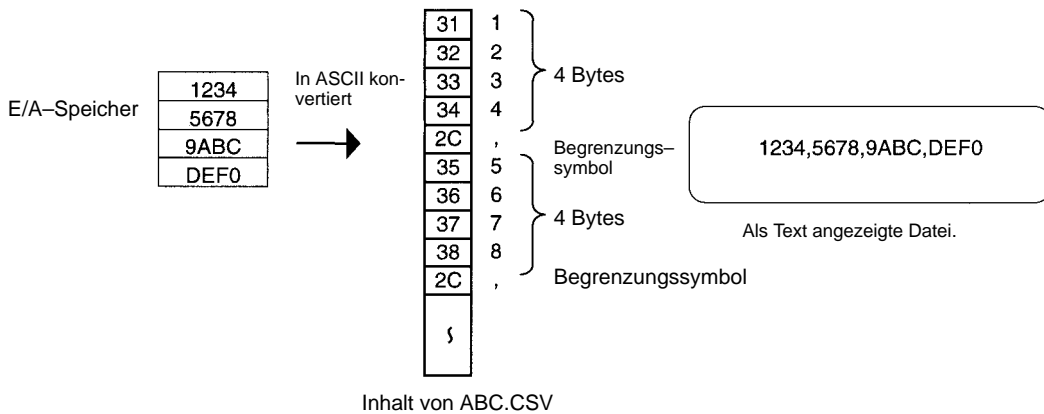 E/A–Speicher
1234
5678
9ABC
DEF0
In ASCII kon-
vertiert
31 1
32 2
33 3
34 4
2C ,
35 5
36 6
37 7
38 8
2C ,
4 Bytes
Begrenzungs–
symbol
4 Bytes
Begrenzungssymbol
Inhalt von ABC.CSV
1234,5678,9ABC,DEF0
Als Text angezeigte Datei.